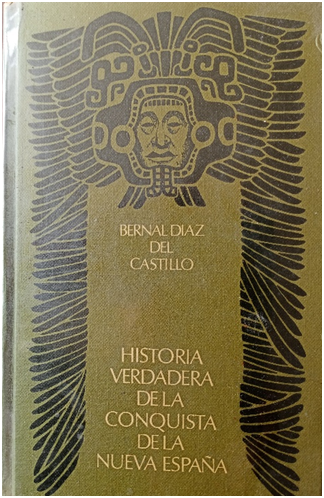 BERNAL DIAZ
DEL
CASTILLO
HISTORIA
VERDADERA
DE LA
CONQUISTA
DE LA
NUEVA ESPAÑA